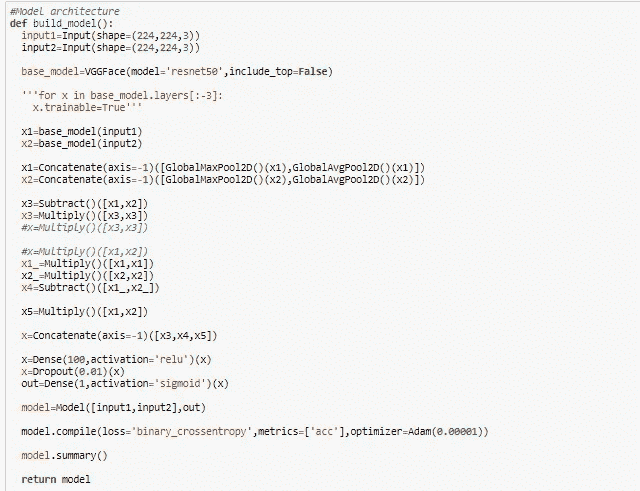 #Model architecture
def build_model():
  input1=Input(shape=(224,224,3))
  input2=Input(shape=(224,224,3))

  base_model=VGGFace(model='resnet50',include_top=False)

  '''for x in base_model.layers[:-3]:
    x.trainable=True'''

  x1=base_model(input1)
  x2=base_model(input2)

  x1=Concatenate(axis=-1)([GlobalMaxPool2D()(x1),GlobalAvgPool2D()(x1)])
  x2=Concatenate(axis=-1)([GlobalMaxPool2D()(x2),GlobalAvgPool2D()(x2)])

  x3=Subtract()([x1,x2])
  x3=Multiply()([x3,x3])
  #x=Multiply()([x3,x3])

  #x=Multiply()([x1,x2])
  x1_=Multiply()([x1,x1])
  x2_=Multiply()([x2,x2])
  x4=Subtract()([x1_,x2_])

  x5=Multiply()([x1,x2])

  x=Concatenate(axis=-1)([x3,x4,x5])

  x=Dense(100,activation='relu')(x)
  x=Dropout(0.01)(x)
  out=Dense(1,activation='sigmoid')(x)

  model=Model([input1,input2],out)

  model.compile(loss='binary_crossentropy',metrics=['acc'],optimizer=Adam(0.00001))

  model.summary()

  return model